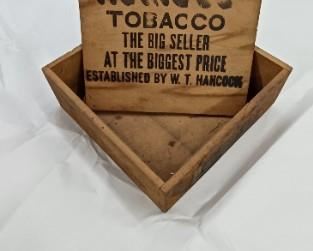 TOBACCO
THE BIG SELLER
AT THE BIGGEST PRICE
ESTABLISHED BY W. T. HANCOCK